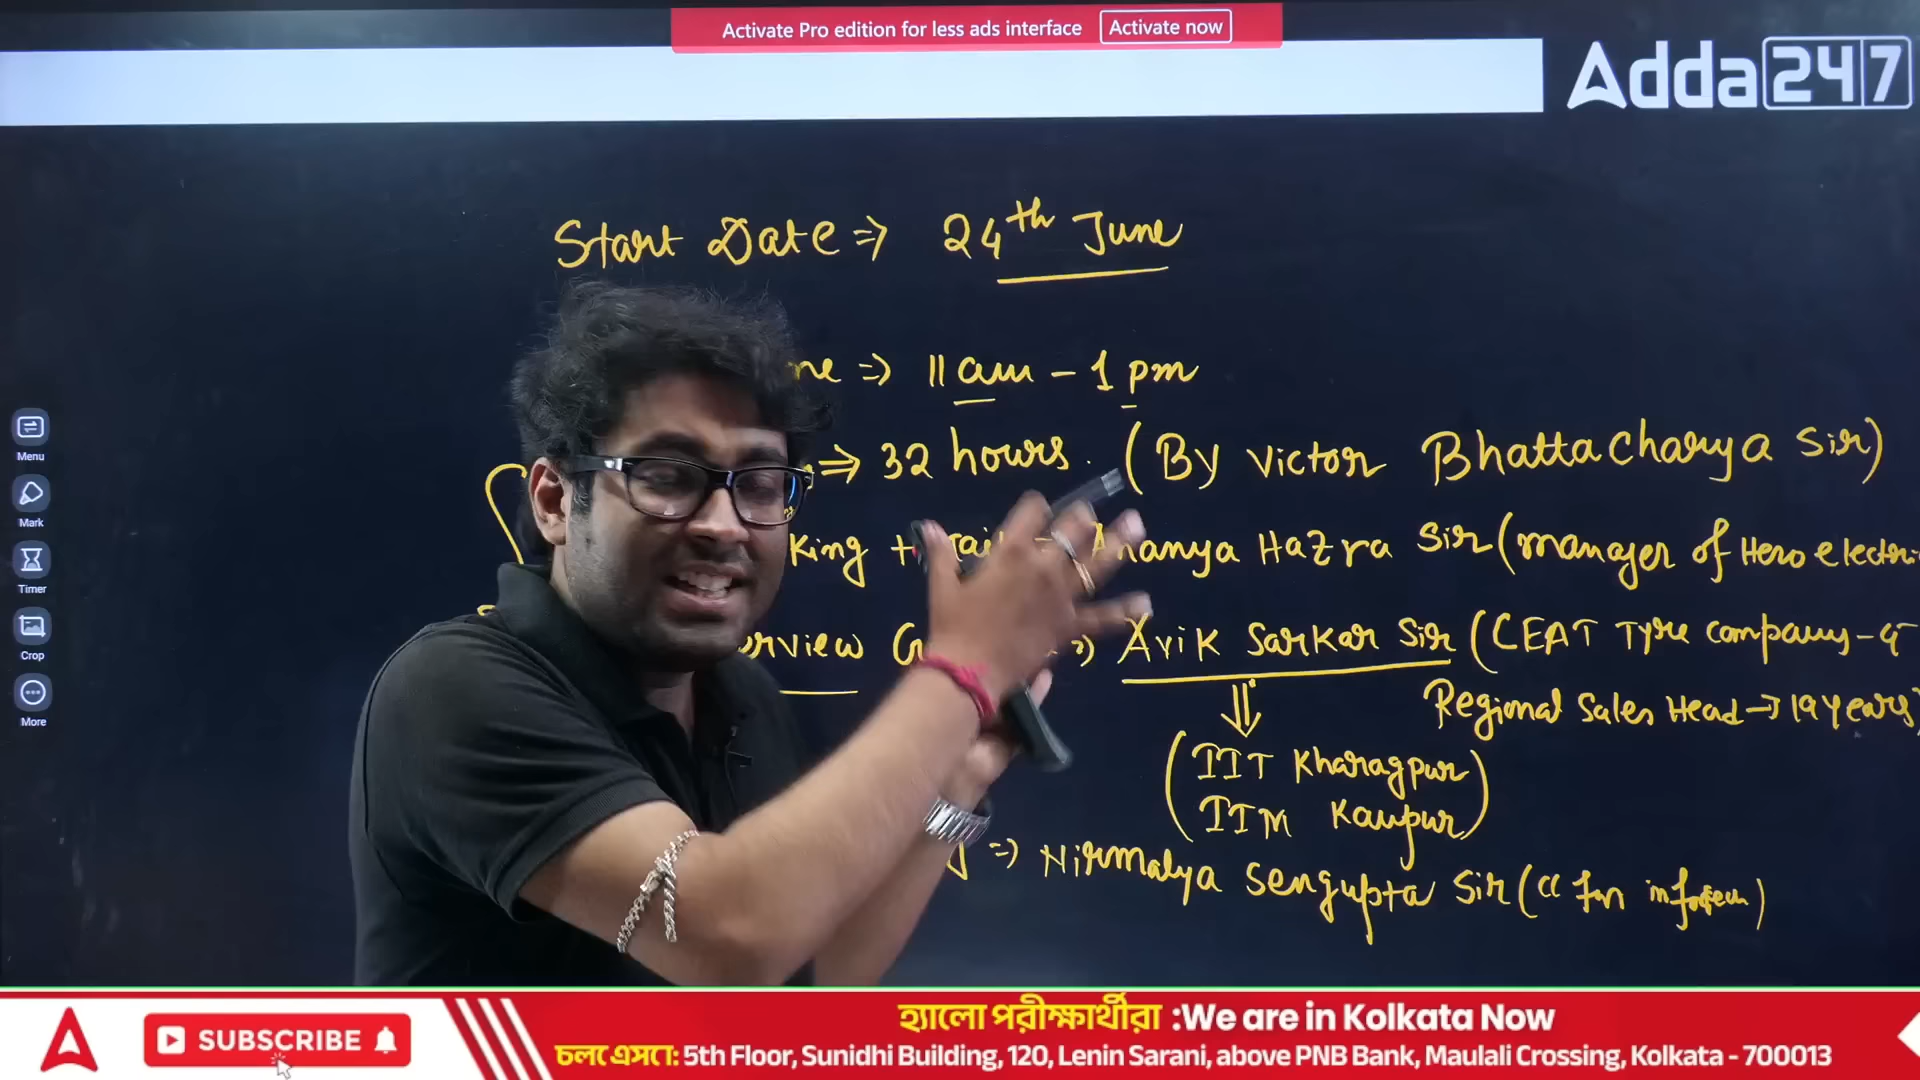 Activate Pro edition for less ads interface Activate now
Adda247
Start Date ⇒ 24th June
me ⇒ 11 am - 1 pm
⇒ 32 hours. (By Victor Bhattacharya Sir)
king Ananya Hazra Sir (manager of Hero electri
rview Avik Sarkar Sir (CEAT Tyre company-
Regional Sales Head → 19 years)
⇓
(IIT Kharagpur
IIM Kanpur)
⇒ Nirmalya Sengupta Sir (
Menu
Mark
Timer
Crop
More
SUBSCRIBE
হ্যালো পরীক্ষার্থীরা :We are in Kolkata Now
চলে এসো: 5th Floor, Sunidhi Building, 120, Lenin Sarani, above PNB Bank, Maulali Crossing, Kolkata - 700013